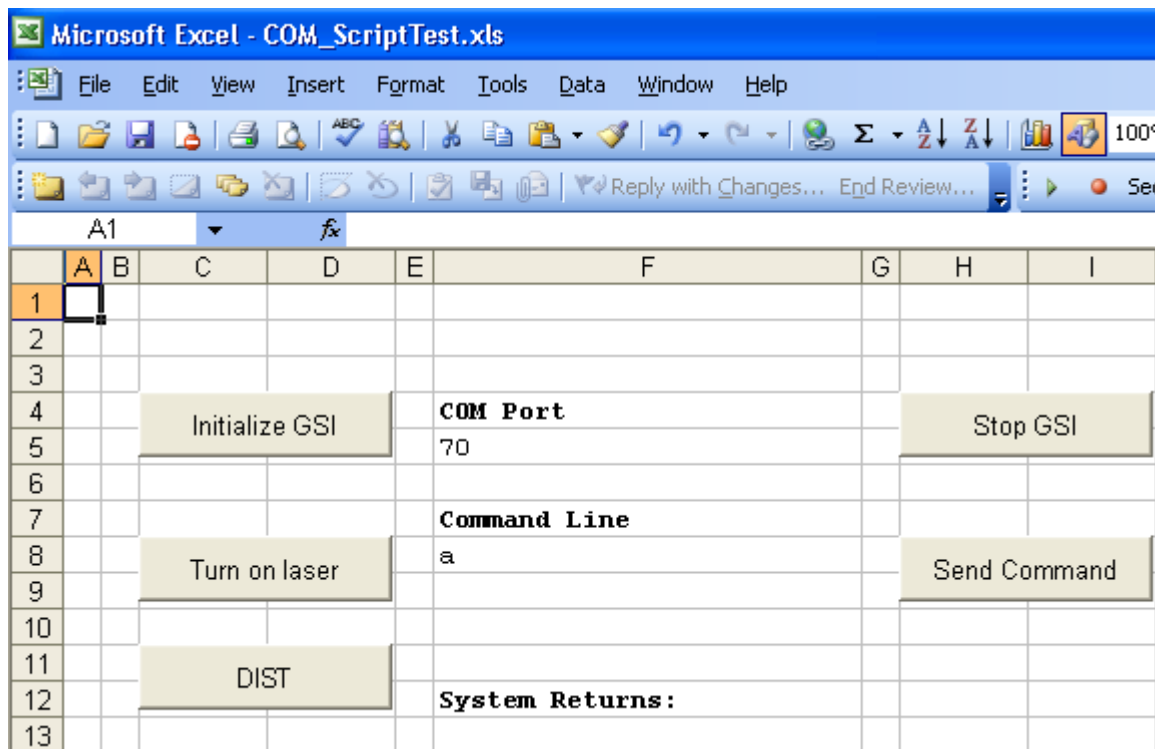 Microsoft Excel - COM_ScriptTest.xls
File Edit View Insert Format Tools Data Window Help
ABC Σ A Z Z A 100%
Reply with Changes... End Review...
A1 fx
A B C D E F G H I
1
2
3
4 Initialize GSI COM Port Stop GSI
5 70
6
7 Command Line
8 Turn on laser a Send Command
9
10
11 DIST
12 System Returns:
13